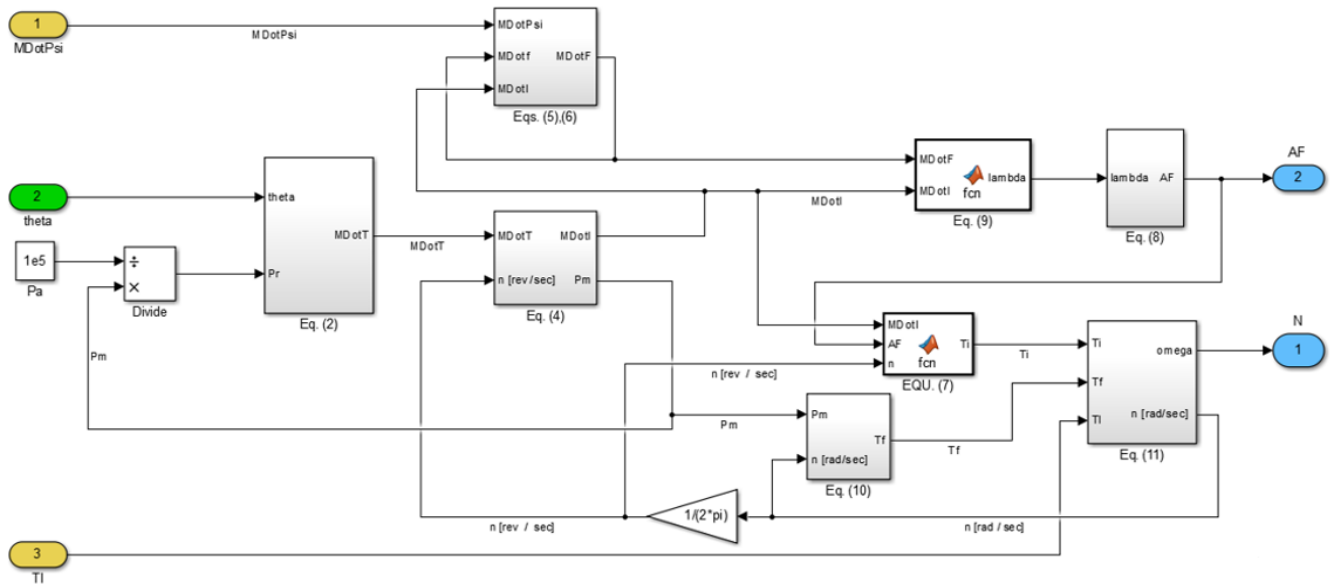 1
MDotPsi
MDotPsi
MDotPsi
MDotf
MDotI
MDotF
Eqs. (5),(6)
2
theta
1e5
Pa
÷
×
Divide
Pm
theta
Pr
MDotT
Eq. (2)
MDotT
MDotT
n [rev/sec]
MDotI
Pm
Eq. (4)
MDotI
MDotF
MDotI
fcn
lambda
Eq. (9)
lambda
AF
Eq. (8)
AF
2
MDotI
AF
n
fcn
Ti
EQU. (7)
n [rev / sec]
Ti
Pm
Pm
n [rad/sec]
Tf
Eq. (10)
Tf
Ti
Tf
Tl
omega
n [rad/sec]
Eq. (11)
N
1
1/(2*pi)
n [rev / sec]
n [rad / sec]
3
Tl